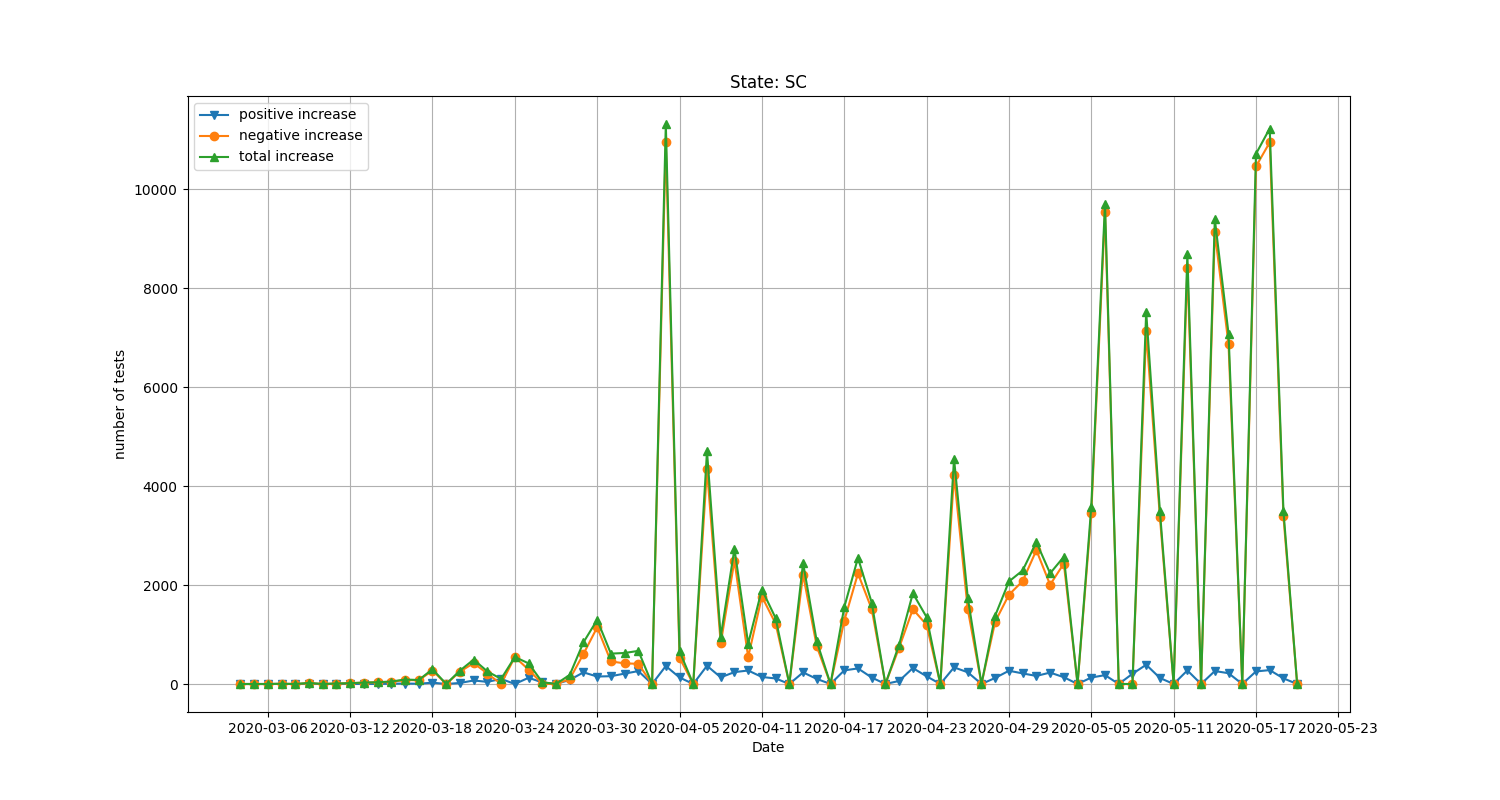 State: SC
positive increase
negative increase
total increase
number of tests
10000
8000
6000
4000
2000
0
2020-03-06 2020-03-12 2020-03-18 2020-03-24 2020-03-30 2020-04-05 2020-04-11 2020-04-17 2020-04-23 2020-04-29 2020-05-05 2020-05-11 2020-05-17 2020-05-23
Date